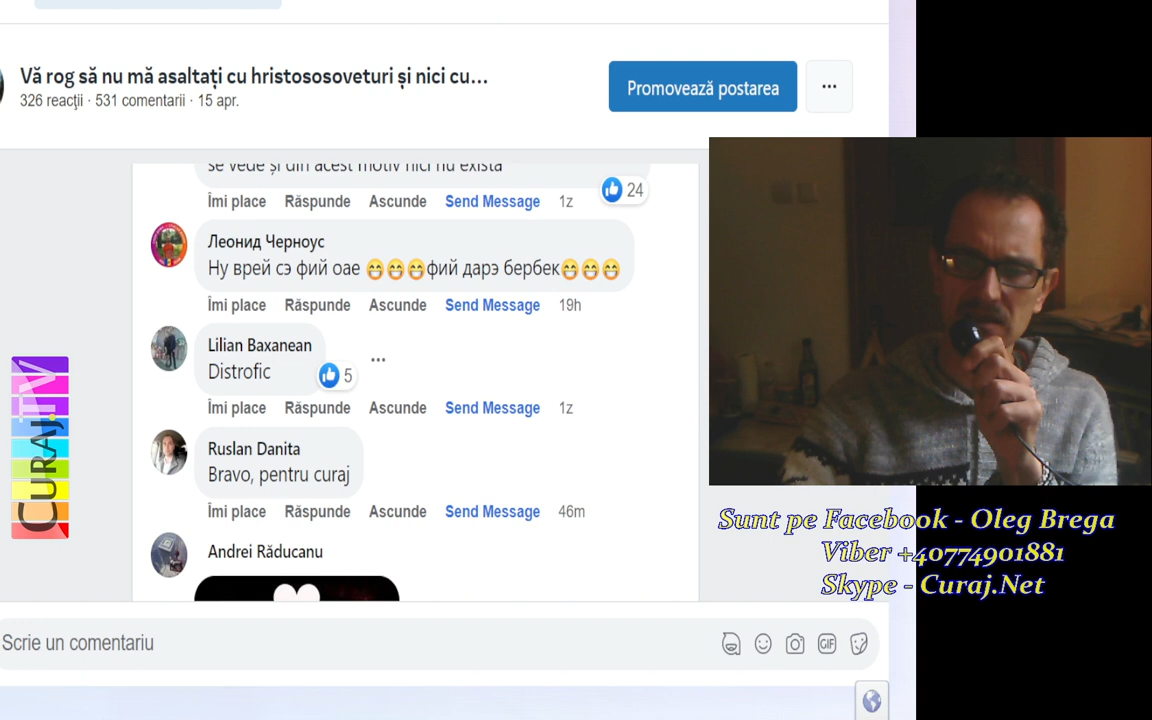 Vă rog să nu mă asaltați cu hristososoveturi și nici cu...
326 reacții · 531 comentarii · 15 apr.
Promovează postarea
se vede și din acest motiv nici nu există
24
Îmi place Răspunde Ascunde Send Message 1z
Леонид Черноус
Ну врей сэ фий оае 😁😁😁фий дарэ бербек😁😁😁
Îmi place Răspunde Ascunde Send Message 19h
Lilian Baxanean
Distrofic
5
Îmi place Răspunde Ascunde Send Message 1z
Ruslan Danita
Bravo, pentru curaj
Îmi place Răspunde Ascunde Send Message 46m
Andrei Răducanu
Scrie un comentariu
GIF
CURAJ.TV
Sunt pe Facebook - Oleg Brega
Viber +40774901881
Skype - Curaj.Net